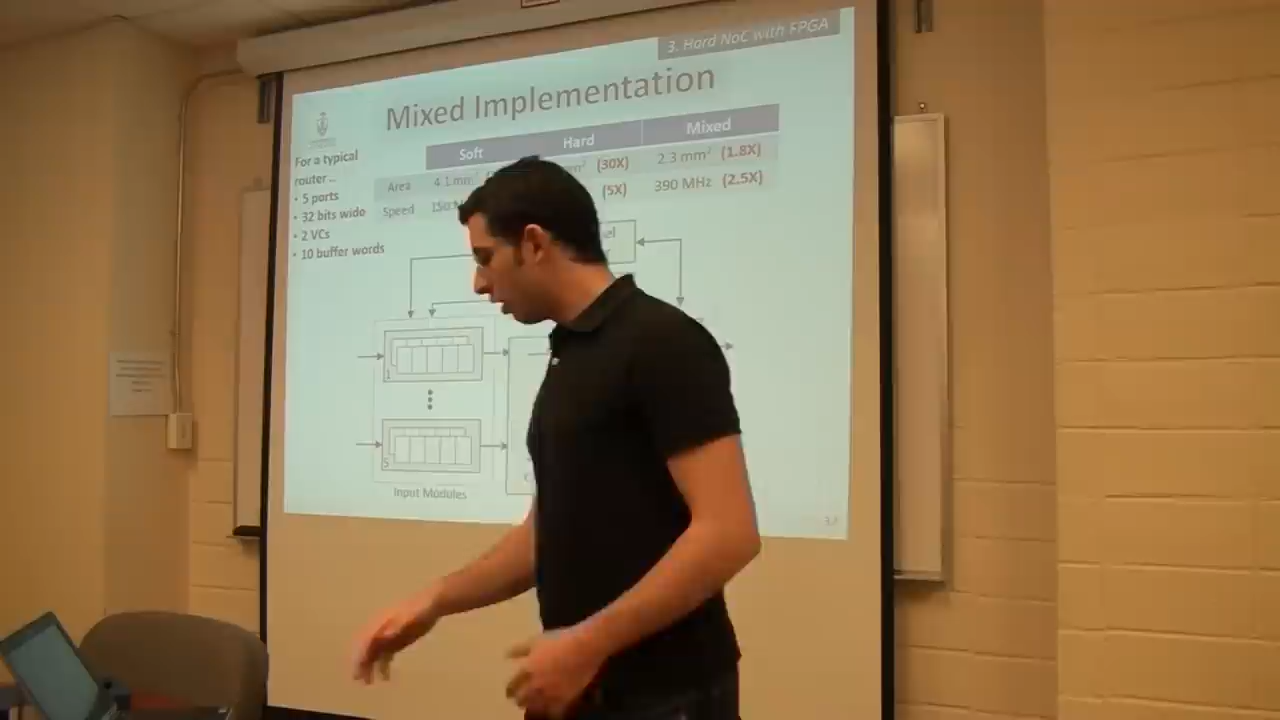 3. Hard NoC with FPGA
Mixed Implementation
For a typical
router ..
• 5 ports
• 32 bits wide
• 2 VCs
• 10 buffer words
Soft Hard Mixed
Area 4.1 mm² (30X) 2.3 mm² (1.8X)
Speed (5X) 390 MHz (2.5X)
1
5
Input Modules